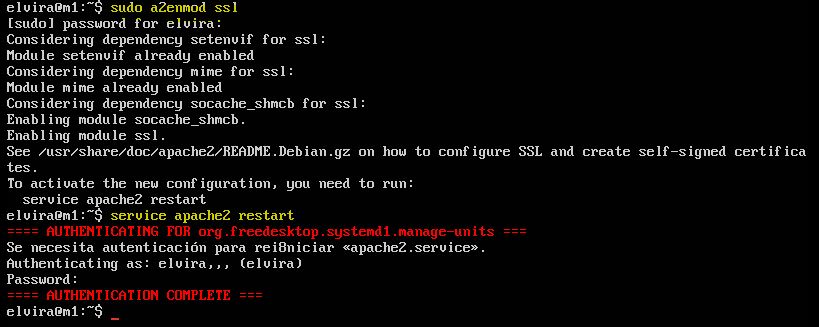 elvira@m1:~$ sudo a2enmod ssl
[sudo] password for elvira:
Considering dependency setenvif for ssl:
Module setenvif already enabled
Considering dependency mime for ssl:
Module mime already enabled
Considering dependency socache_shmcb for ssl:
Enabling module socache_shmcb.
Enabling module ssl.
See /usr/share/doc/apache2/README.Debian.gz on how to configure SSL and create self-signed certifica
tes.
To activate the new configuration, you need to run:
  service apache2 restart
elvira@m1:~$ service apache2 restart
==== AUTHENTICATING FOR org.freedesktop.systemd1.manage-units ===
Se necesita autenticación para rei8niciar «apache2.service».
Authenticating as: elvira,,, (elvira)
Password:
==== AUTHENTICATION COMPLETE ===
elvira@m1:~$ _